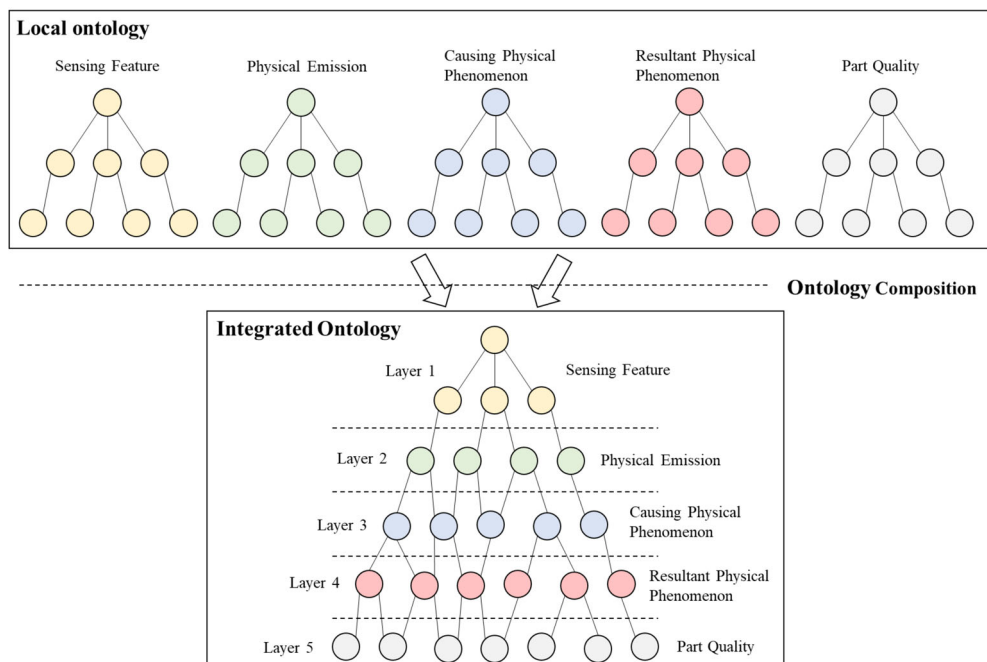 Local ontology
Sensing Feature
Physical Emission
Causing Physical
Phenomenon
Resultant Physical
Phenomenon
Part Quality
Ontology Composition
Integrated Ontology
Layer 1
Sensing Feature
Layer 2
Physical Emission
Layer 3
Causing Physical
Phenomenon
Layer 4
Resultant Physical
Phenomenon
Layer 5
Part Quality